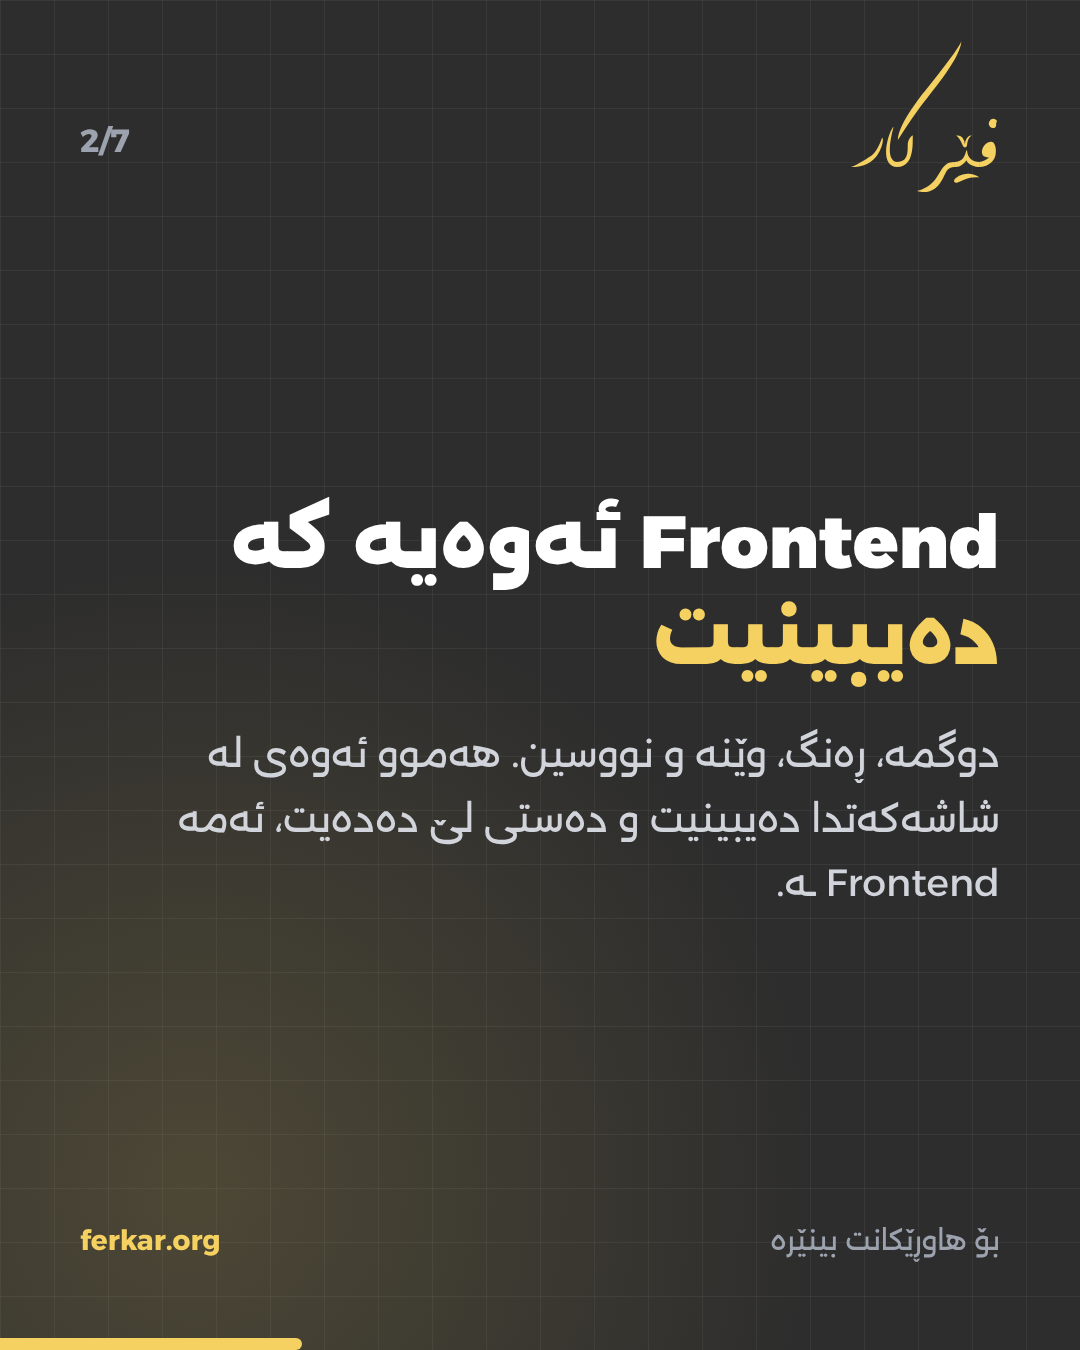 فێرکار
2/7
Frontend ئەوەیە کە
دەیبینیت
دوگمە، ڕەنگ، وێنە و نووسین. هەموو ئەوەی لە
شاشەکەتدا دەیبینیت و دەستی لێ دەدەیت، ئەمە
Frontend ـە.
بۆ هاوڕێکانت بینێرە
ferkar.org